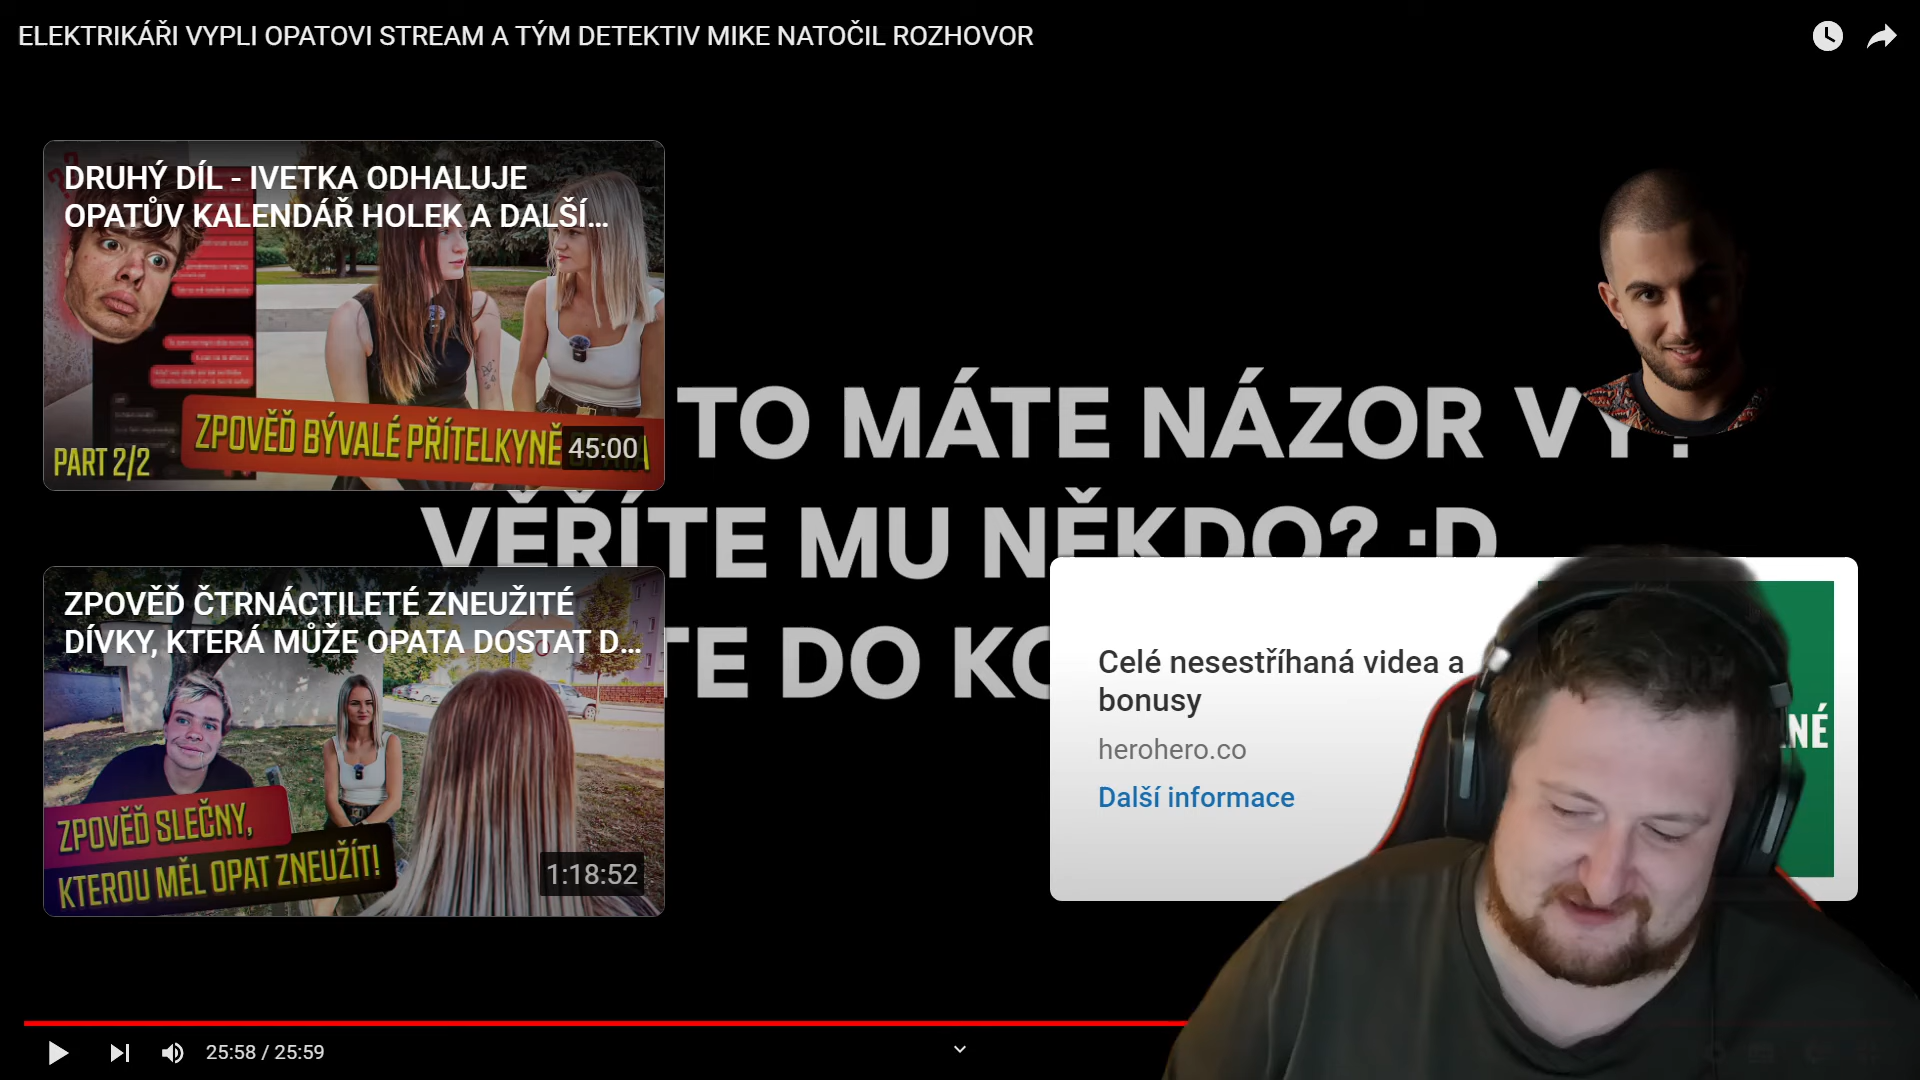 ELEKTRIKÁŘI VYPLI OPATOVI STREAM A TÝM DETEKTIV MIKE NATOČIL ROZHOVOR
DRUHÝ DÍL - IVETKA ODHALUJE
OPATŮV KALENDÁŘ HOLEK A DALŠÍ...
ZPOVĚĎ BÝVALÉ PŘÍTELKYNĚ
PART 2/2
45:00
TO MÁTE NÁZOR VY?
VĚŘÍTE MU NĚKDO? :D
TE DO KO
ZPOVĚĎ ČTRNÁCTILETÉ ZNEUŽITÉ
DÍVKY, KTERÁ MŮŽE OPATA DOSTAT D...
ZPOVĚĎ SLEČNY,
KTEROU MĚL OPAT ZNEUŽÍT!
1:18:52
Celé nesestříhaná videa a
bonusy
herohero.co
Další informace
NÉ
25:58 / 25:59